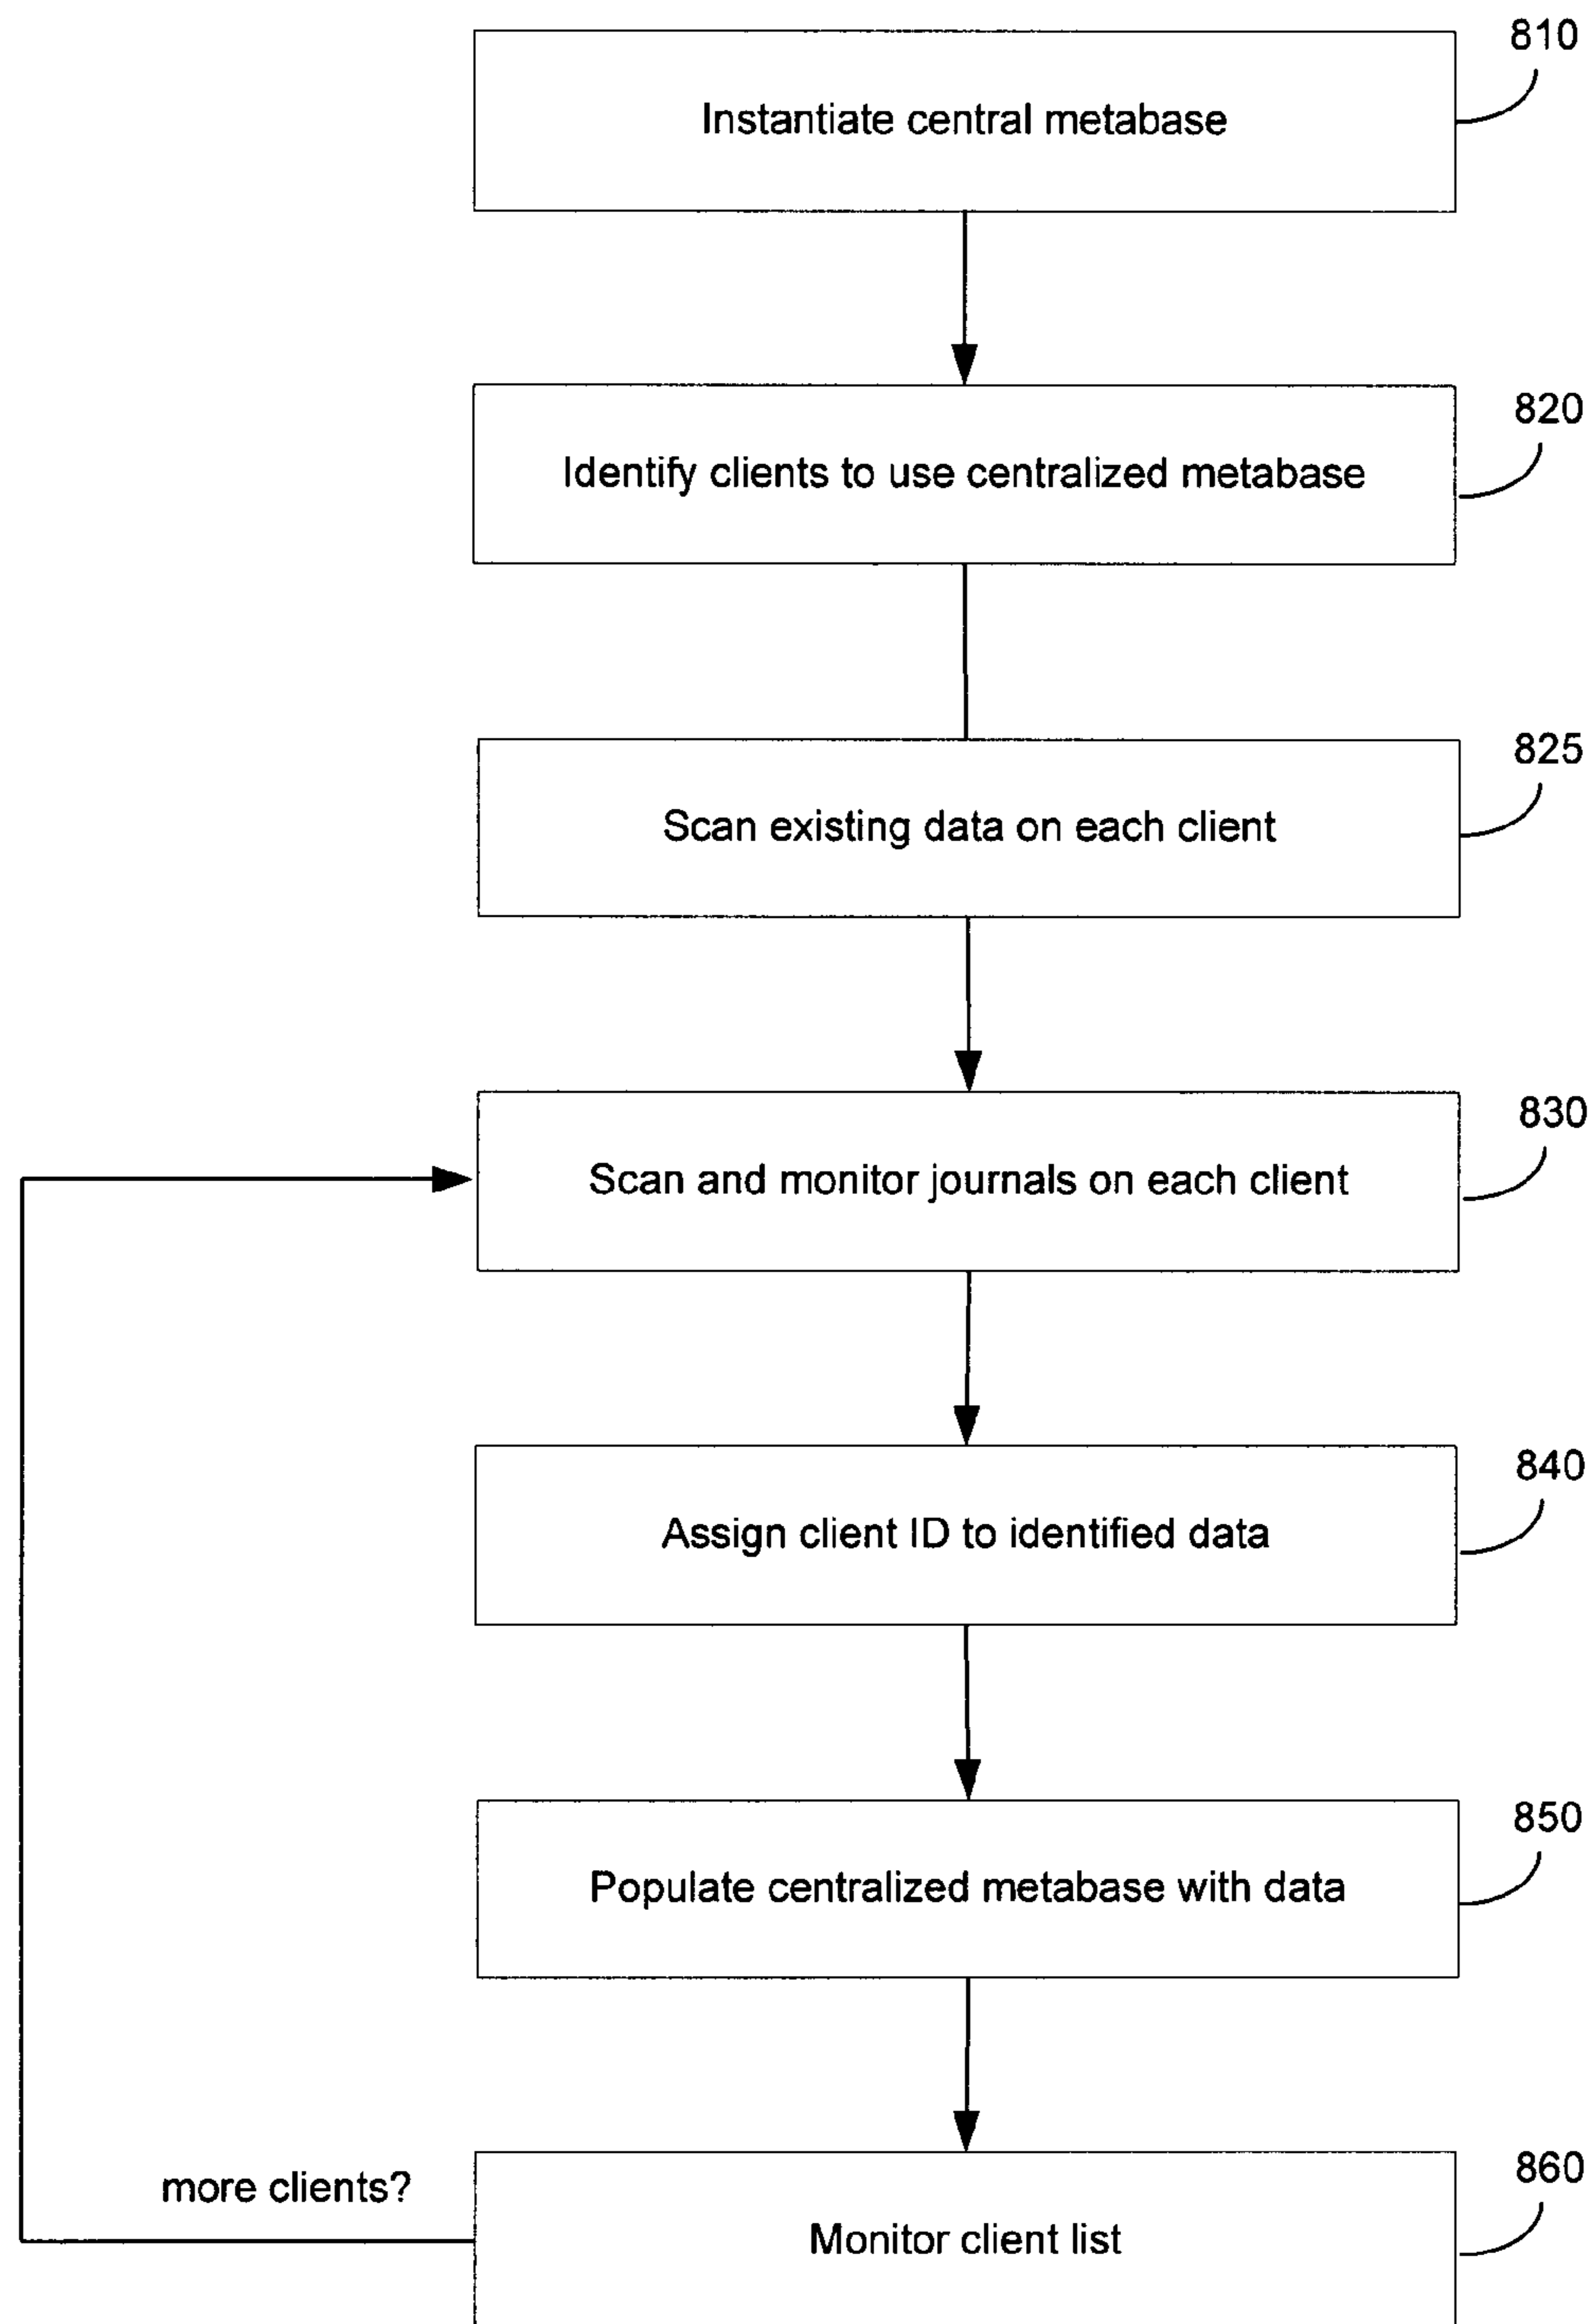 810
Instantiate central metabase
820
Identify clients to use centralized metabase
825
Scan existing data on each client
830
Scan and monitor journals on each client
840
Assign client ID to identified data
850
Populate centralized metabase with data
860
more clients?
Monitor client list